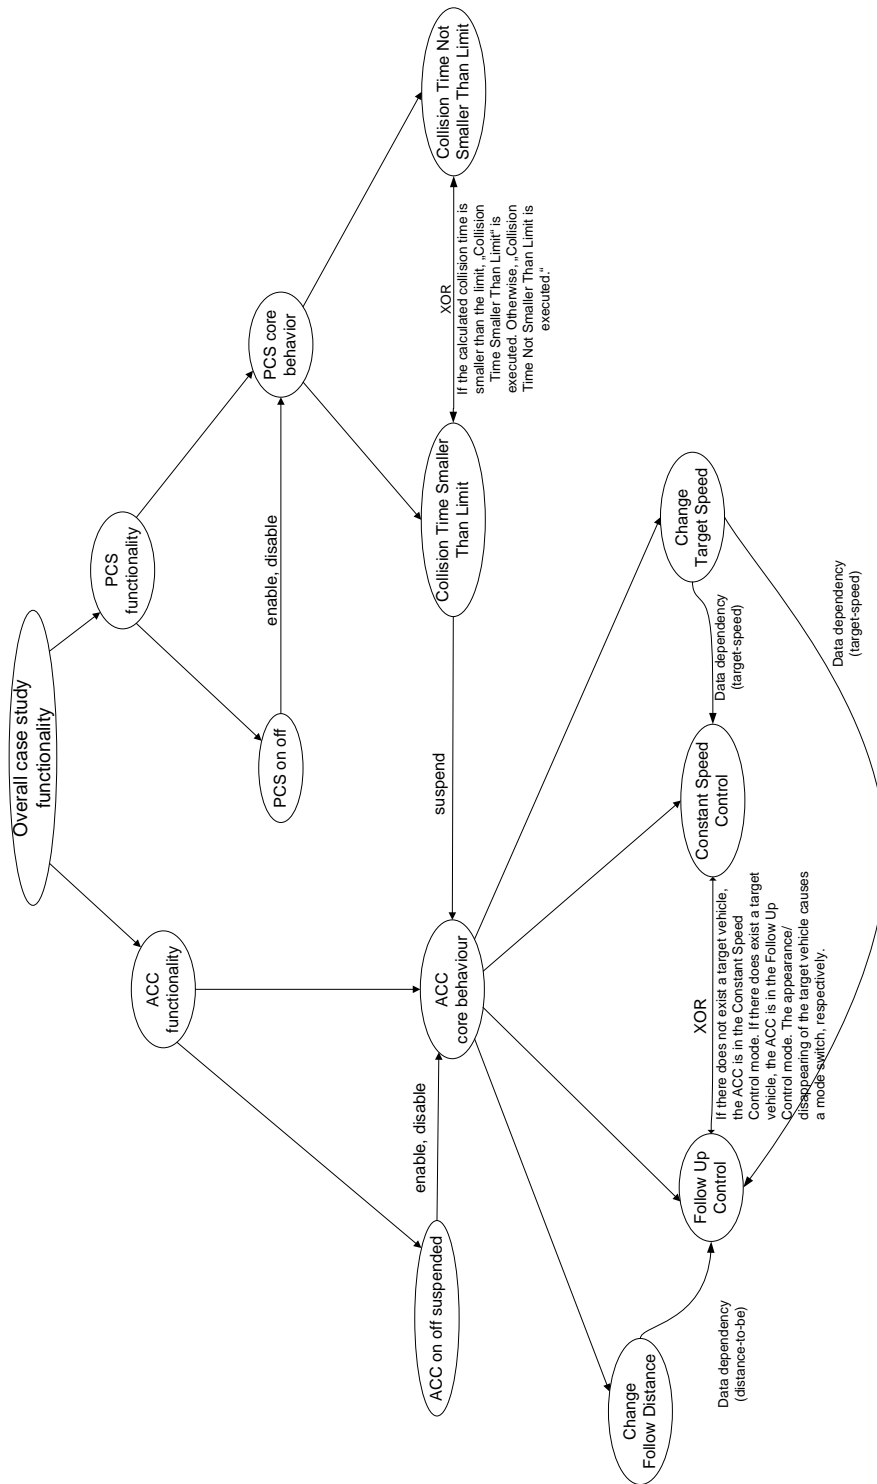 Overall case study
functionality
ACC
functionality
PCS
functionality
PCS on off
enable, disable
PCS core
behavior
ACC on off suspended
enable, disable
ACC
core behaviour
suspend
Collision Time Smaller
Than Limit
XOR
If the calculated collision time is
smaller than the limit, „Collision
Time Smaller Than Limit“ is
executed. Otherwise, „Collision
Time Not Smaller Than Limit is
executed.“
Collision Time Not
Smaller Than Limit
Change
Follow Distance
Data dependency
(distance-to-be)
Follow Up
Control
XOR
If there does not exist a target vehicle,
the ACC is in the Constant Speed
Control mode. If there does exist a target
vehicle, the ACC is in the Follow Up
Control mode. The appearance/
disappearing of the target vehicle causes
a mode switch, respectively.
Constant Speed
Control
Data dependency
(target-speed)
Change
Target Speed
Data dependency
(target-speed)